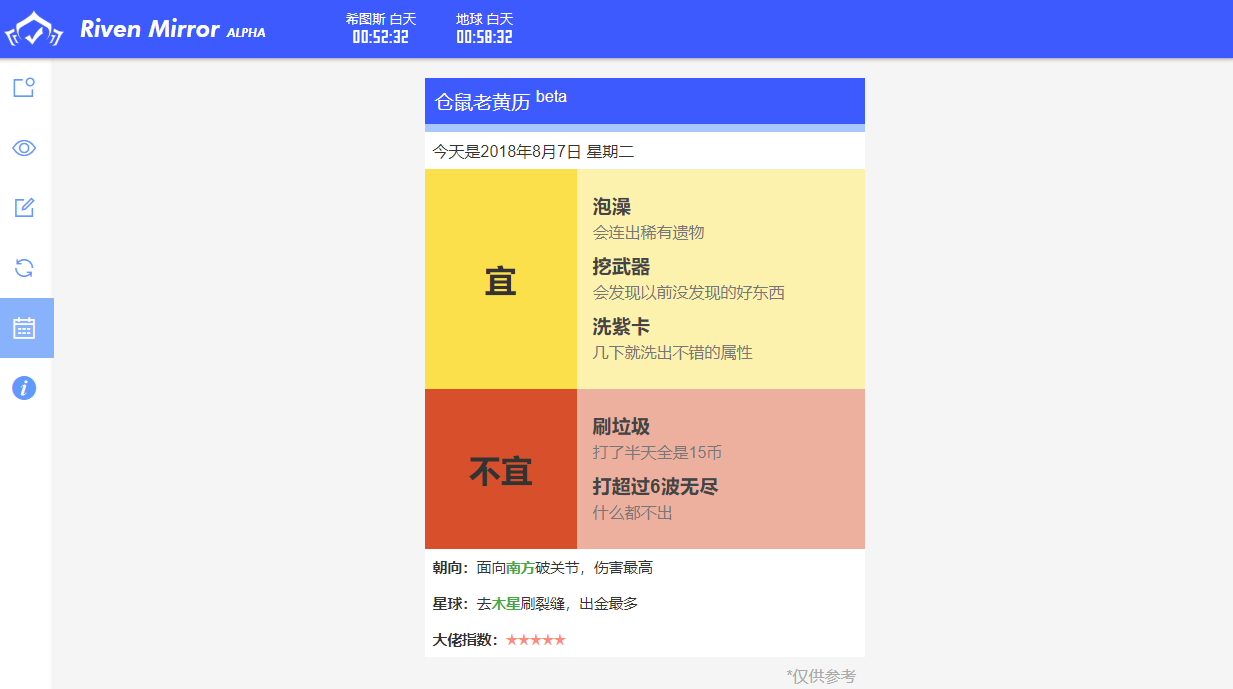 Riven Mirror ALPHA
希图斯 白天
00:52:32
地球 白天
00:58:32
仓鼠老黄历 beta
今天是2018年8月7日 星期二
宜
泡澡
会连出稀有遗物
挖武器
会发现以前没发现的好东西
洗紫卡
几下就洗出不错的属性
不宜
刷垃圾
打了半天全是15币
打超过6波无尽
什么都不出
朝向：面向南方破关节，伤害最高
星球：去木星刷裂缝，出金最多
大佬指数：★★★★★
*仅供参考